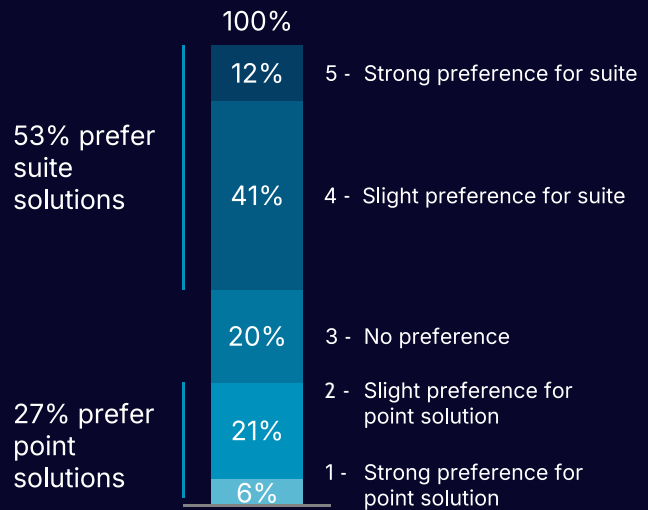 100%
12%
5 - Strong preference for suite
53% prefer
suite
solutions
41%
4 - Slight preference for suite
20%
3 - No preference
27% prefer
point
solutions
21%
2 - Slight preference for
point solution
6%
1 - Strong preference for
point solution